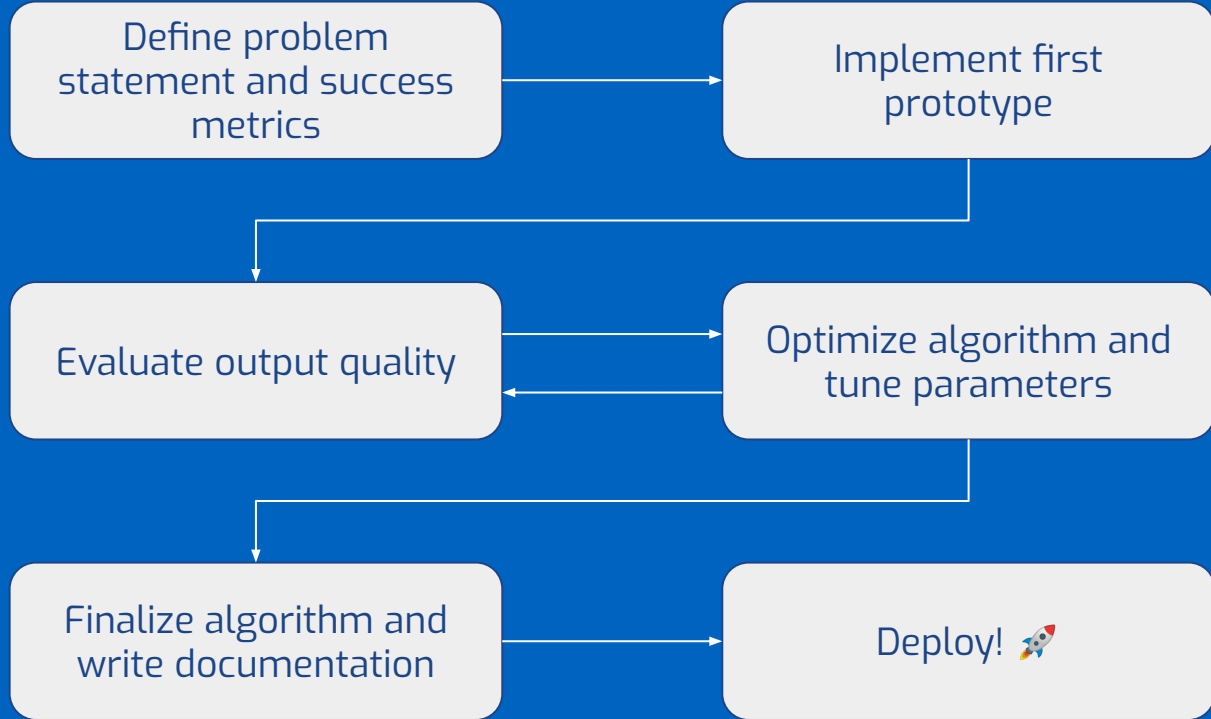 Define problem
statement and success
metrics
Implement first
prototype
Evaluate output quality
Optimize algorithm and
tune parameters
Finalize algorithm and
write documentation
Deploy! 🚀